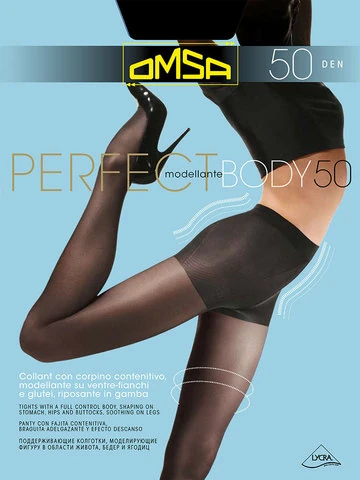 OMSA
50 DEN
PERFECT modellante BODY 50
Collant con corpino contenitivo,
modellante su ventre-fianchi
e glutei, riposante in gamba
TIGHTS WITH A FULL CONTROL BODY, SHAPING ON
STOMACH, HIPS AND BUTTOCKS, SOOTHING ON LEGS
PANTY CON FAJITA CONTENITIVA,
BRAGUITA ADELGAZANTE Y EFECTO DESCANSO
ПОДДЕРЖИВАЮЩИЕ КОЛГОТКИ, МОДЕЛИРУЮЩИЕ
ФИГУРУ В ОБЛАСТИ ЖИВОТА, БЕДЕР И ЯГОДИЦ
LYCRA